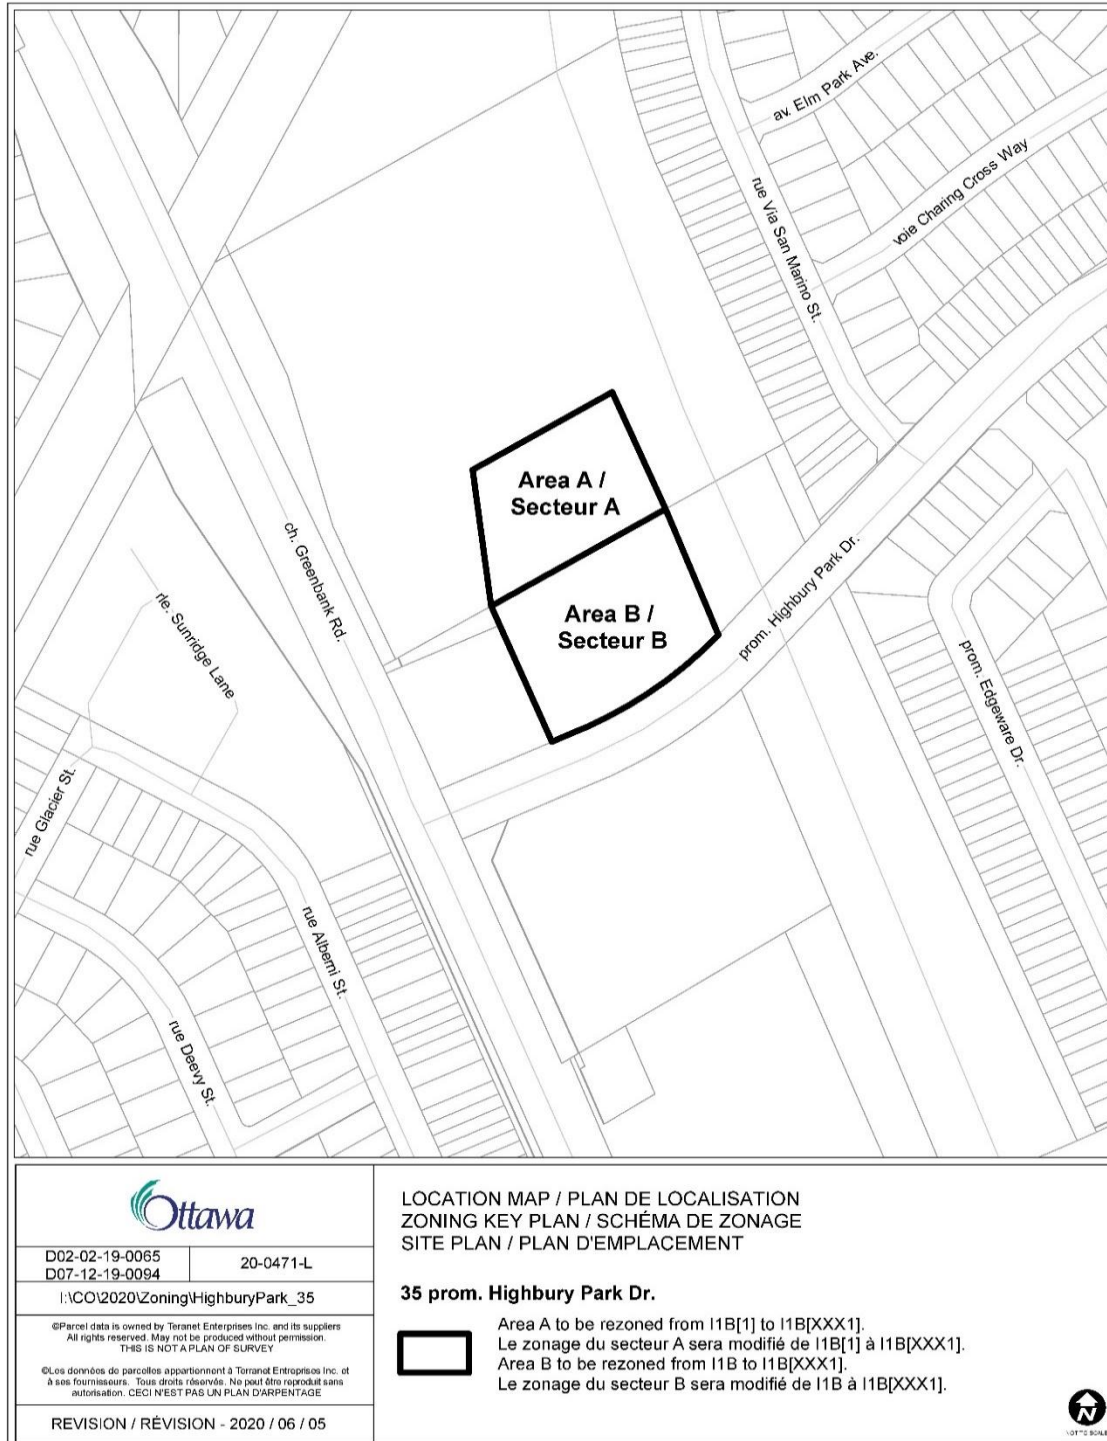 av. Elm Park Ave.
voie Charing Cross Way
rue Via San Marino St.
Area A /
Secteur A
ch. Greenbank Rd.
Area B /
Secteur B
prom. Highbury Park Dr.
rle. Sunridge Lane
prom. Edgeware Dr.
rue Glacier St.
rue Alberni St.
rue Deevy St.
Ottawa
D02-02-19-0065
D07-12-19-0094
20-0471-L
I:\CO\2020\Zoning\HighburyPark_35
©Parcel data is owned by Teranet Enterprises Inc. and its suppliers
All rights reserved. May not be produced without permission.
THIS IS NOT A PLAN OF SURVEY
©Les données de parcelles appartiennent à Teranet Entreprises Inc. et
à ses fournisseurs. Tous droits réservés. Ne peut être reproduit sans
autorisation. CECI N'EST PAS UN PLAN D'ARPENTAGE
REVISION / RÉVISION - 2020 / 06 / 05
LOCATION MAP / PLAN DE LOCALISATION
ZONING KEY PLAN / SCHÉMA DE ZONAGE
SITE PLAN / PLAN D'EMPLACEMENT
35 prom. Highbury Park Dr.
Area A to be rezoned from I1B[1] to I1B[XXX1].
Le zonage du secteur A sera modifié de I1B[1] à I1B[XXX1].
Area B to be rezoned from I1B to I1B[XXX1].
Le zonage du secteur B sera modifié de I1B à I1B[XXX1].
N
NOT TO SCALE